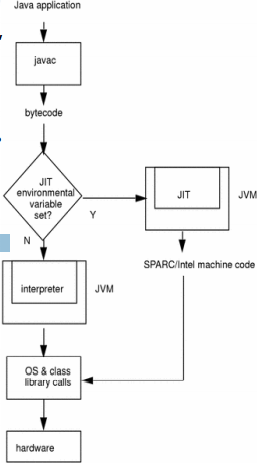 Java application
javac
bytecode
JIT
environmental
variable
set?
Y
N
JIT
JVM
SPARC/Intel machine code
interpreter
JVM
OS & class
library calls
hardware